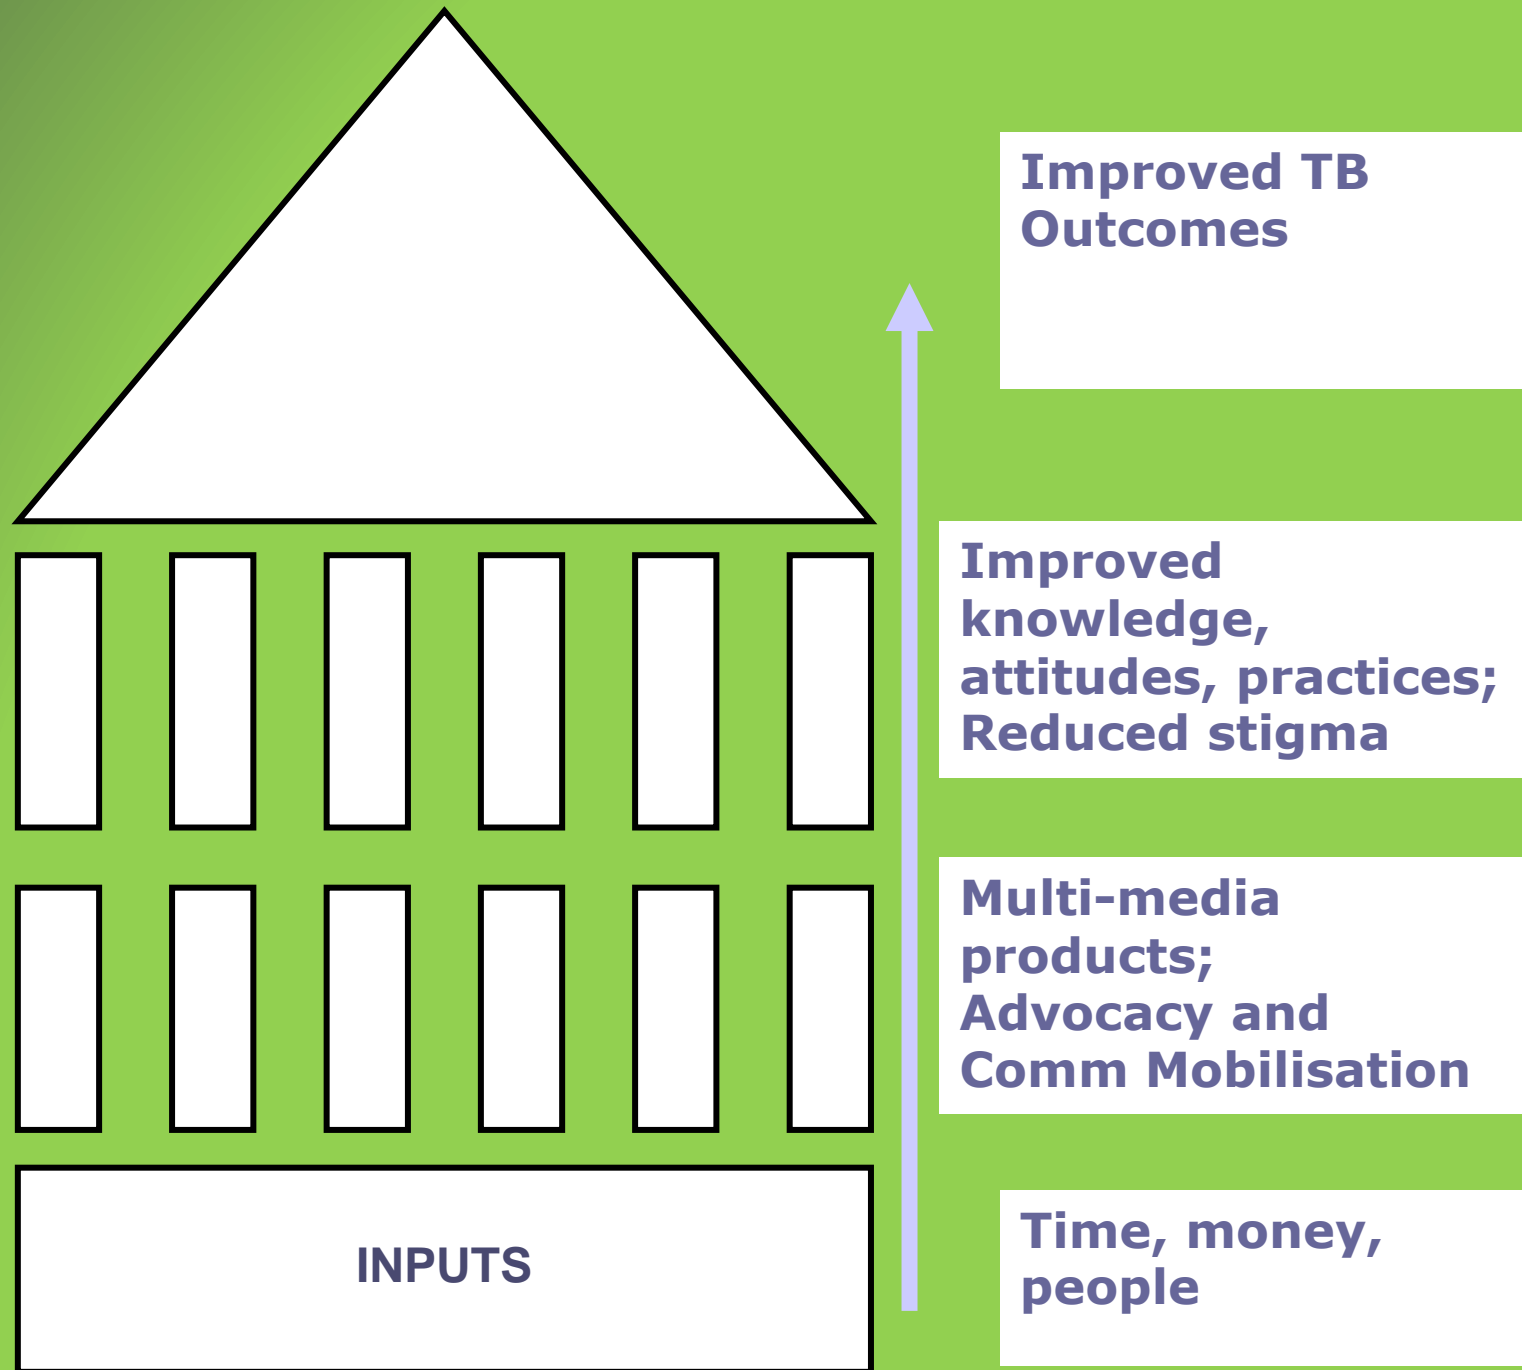 Improved TB
Outcomes
Improved
knowledge,
attitudes, practices;
Reduced stigma
Multi-media
products;
Advocacy and
Comm Mobilisation
INPUTS
Time, money,
people